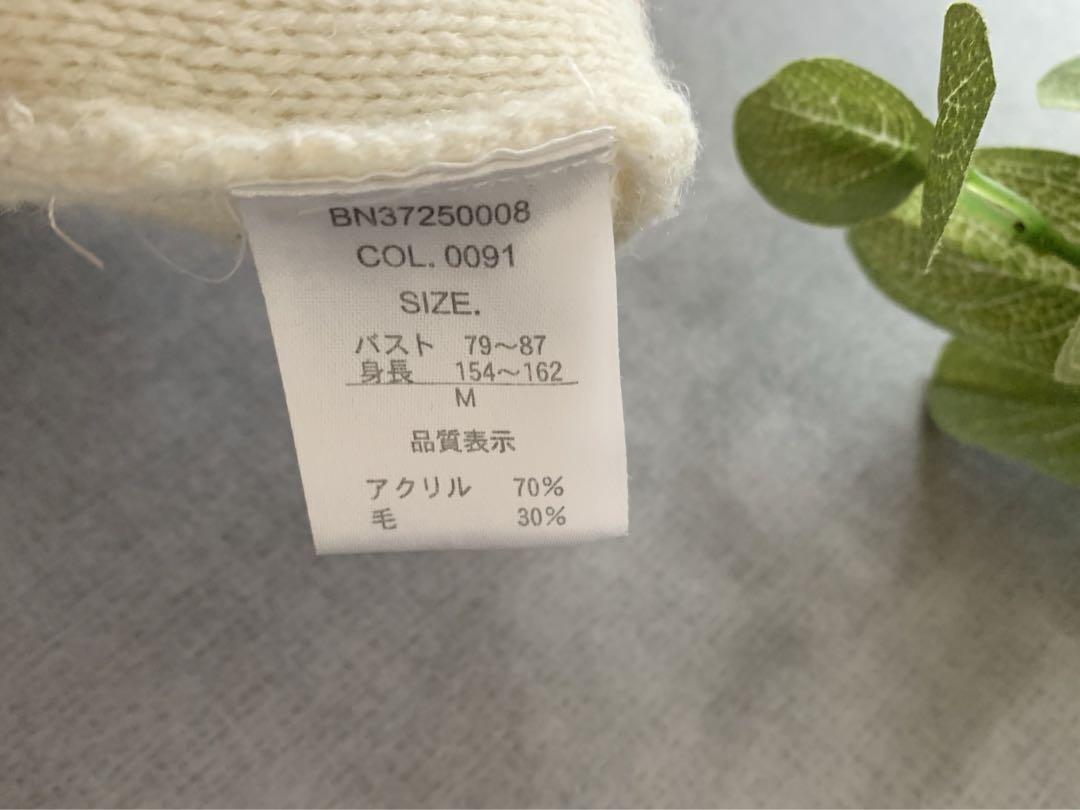 BN37250008
COL. 0091
SIZE.
バスト 79～87
身長 154～162
M
品質表示
アクリル 70%
毛 30%